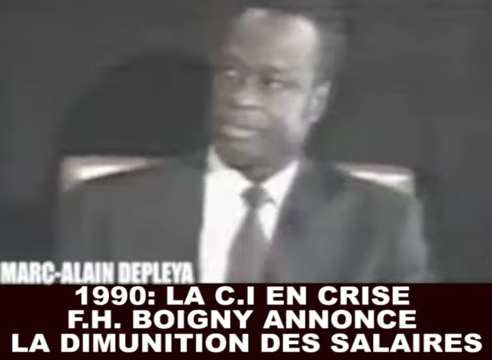 MARC-ALAIN DEPLEYA
1990: LA C.I EN CRISE
F.H. BOIGNY ANNONCE
LA DIMUNITION DES SALAIRES